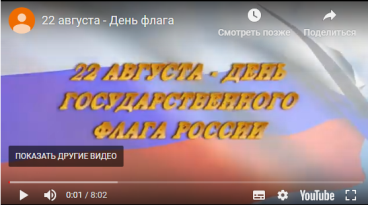 22 августа - День флага
Смотреть позже
Поделиться
22 АВГУСТА - ДЕНЬ
ГОСУДАРСТВЕННОГО
ФЛАГА РОССИИ
ПОКАЗАТЬ ДРУГИЕ ВИДЕО
0:01 / 8:02
YouTube